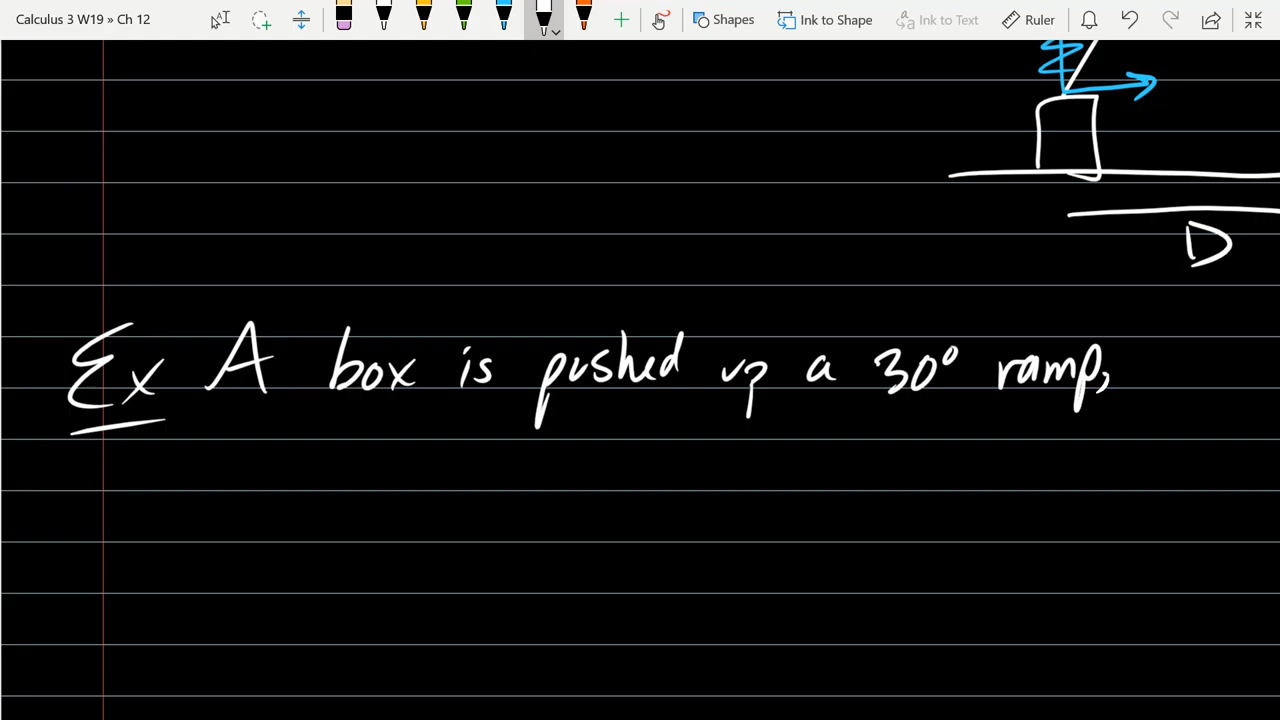 Calculus 3 W19 » Ch 12
Shapes
Ink to Shape
Ink to Text
Ruler
D
Ex A box is pushed up a 30° ramp,